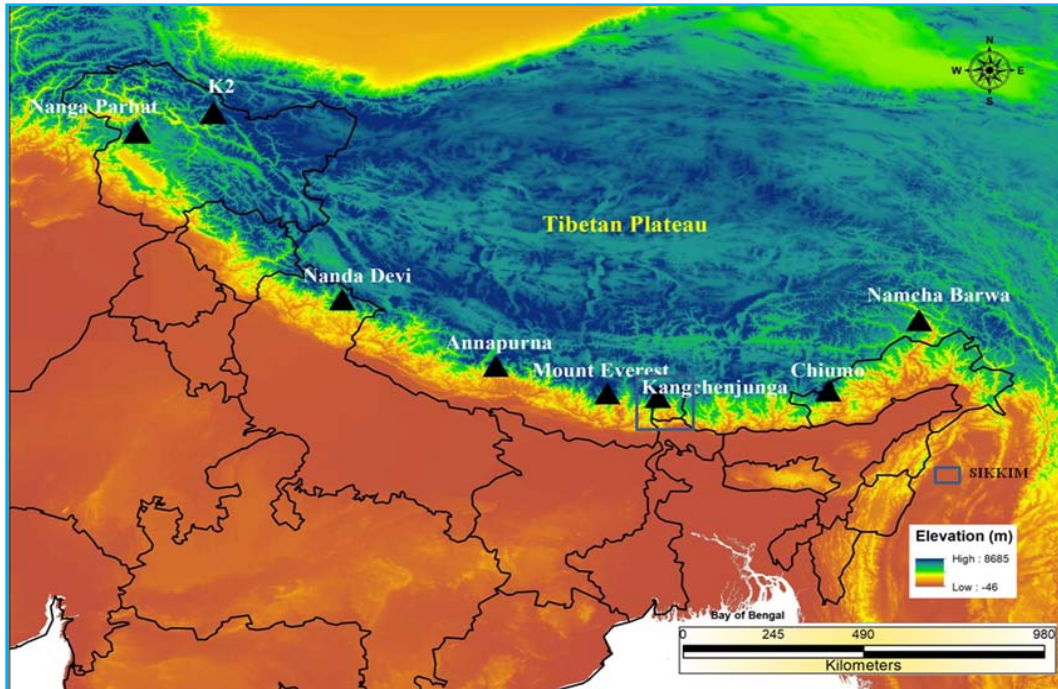 N
W E
S
K2
Nanga Parbat
Tibetan Plateau
Nanda Devi
Namcha Barwa
Annapurna
Mount Everest
Kangchenjunga
Chiumo
SIKKIM
Elevation (m)
High : 8685
Low : -46
Bay of Bengal
0 245 490 980
Kilometers